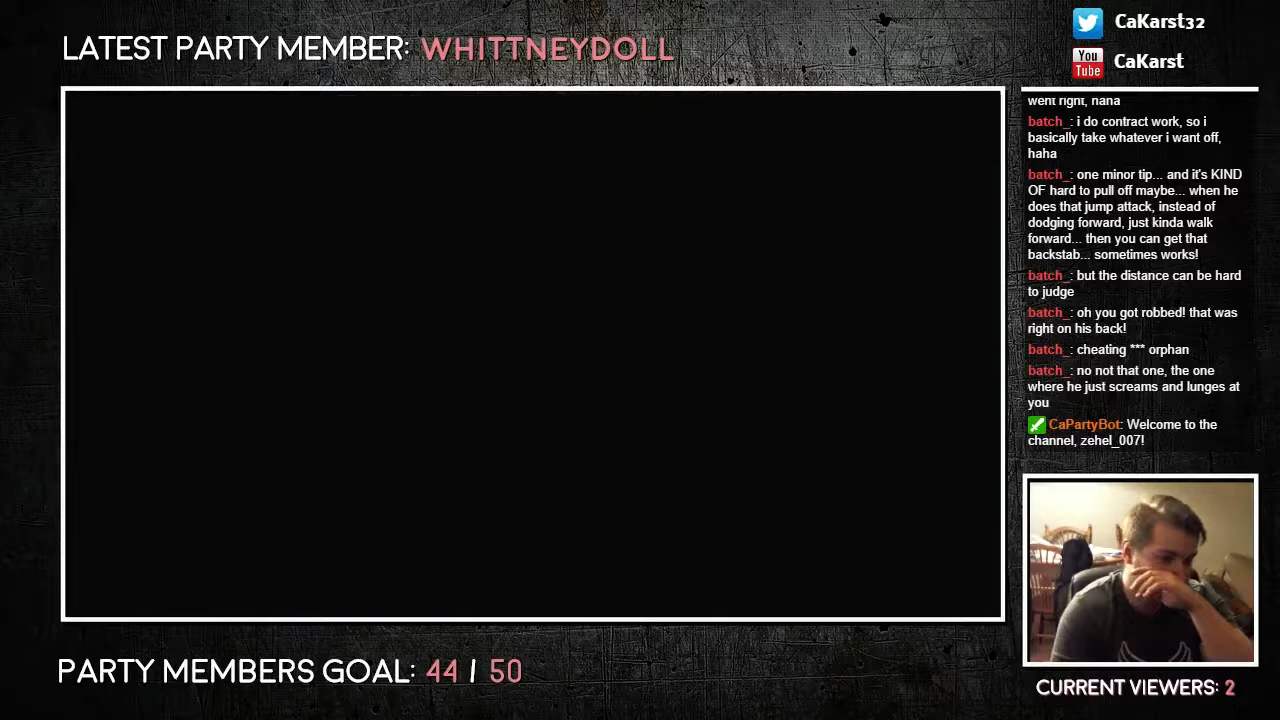 LATEST PARTY MEMBER: WHITTNEYDOLL
CaKarst32
You Tube CaKarst
went right, haha
batch_: i do contract work, so i
basically take whatever i want off,
haha
batch_: one minor tip... and it's KIND
OF hard to pull off maybe... when he
does that jump attack, instead of
dodging forward, just kinda walk
forward... then you can get that
backstab... sometimes works!
batch_: but the distance can be hard
to judge
batch_: oh you got robbed! that was
right on his back!
batch_: cheating *** orphan
batch_: no not that one, the one
where he just screams and lunges at
you
CaPartyBot: Welcome to the
channel, zehel_007!
PARTY MEMBERS GOAL: 44 / 50
CURRENT VIEWERS: 2